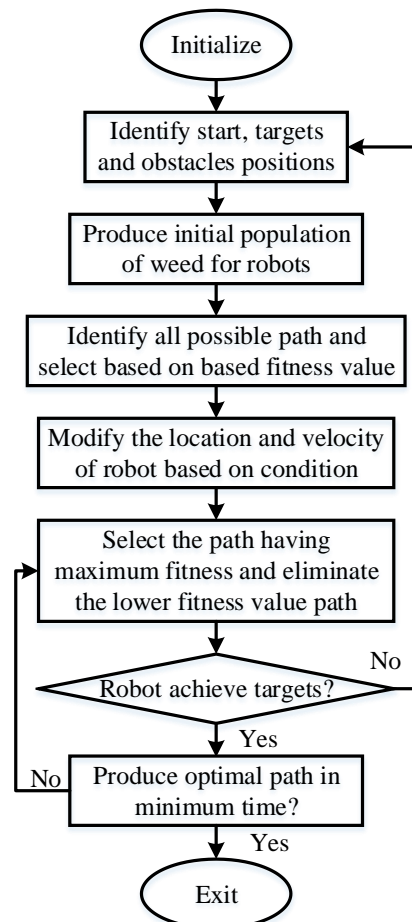 Initialize
Identify start, targets
and obstacles positions
Produce initial population
of weed for robots
Identify all possible path and
select based on based fitness value
Modify the location and velocity
of robot based on condition
Select the path having
maximum fitness and eliminate
the lower fitness value path
Robot achieve targets?
No
Yes
Produce optimal path in
minimum time?
No
Yes
Exit